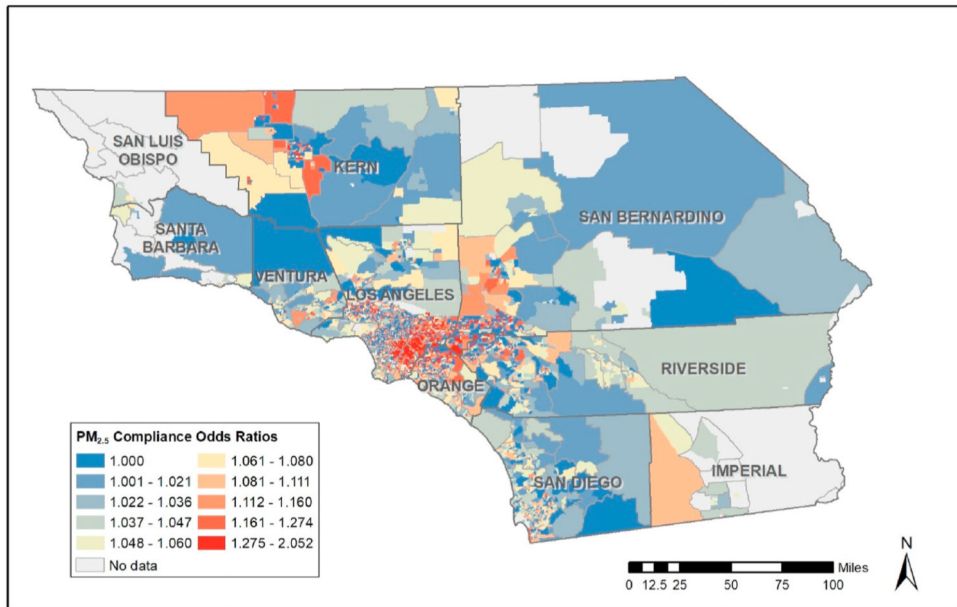 SAN LUIS
OBISPO
KERN
SANTA
BARBARA
VENTURA
LOS ANGELES
SAN BERNARDINO
ORANGE
RIVERSIDE
SAN DIEGO
IMPERIAL
PM2.5 Compliance Odds Ratios
1.000 1.061 - 1.080
1.001 - 1.021 1.081 - 1.111
1.022 - 1.036 1.112 - 1.160
1.037 - 1.047 1.161 - 1.274
1.048 - 1.060 1.275 - 2.052
No data
N
Miles
0 12.5 25 50 75 100